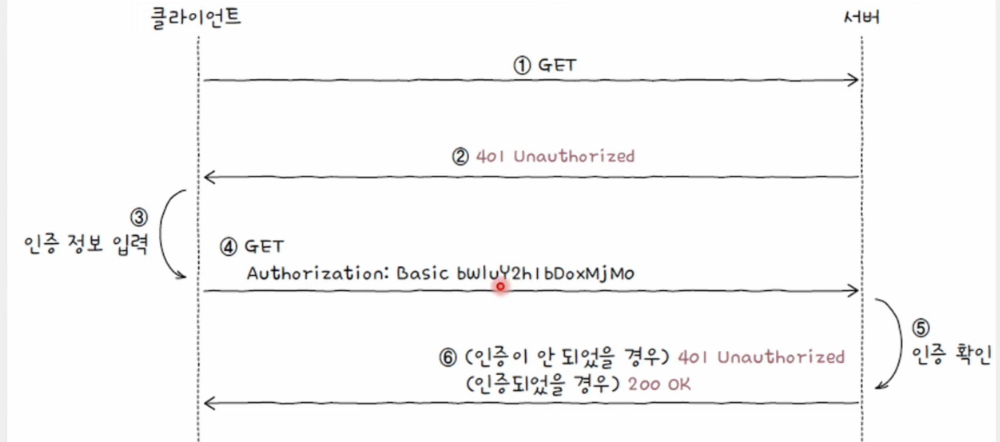 클라이언트
서버
① GET
② 401 Unauthorized
③
인증 정보 입력
④ GET
Authorization: Basic bWluY2hlbDoxMjM0
⑤
인증 확인
⑥ (인증이 안 되었을 경우) 401 Unauthorized
(인증되었을 경우) 200 OK